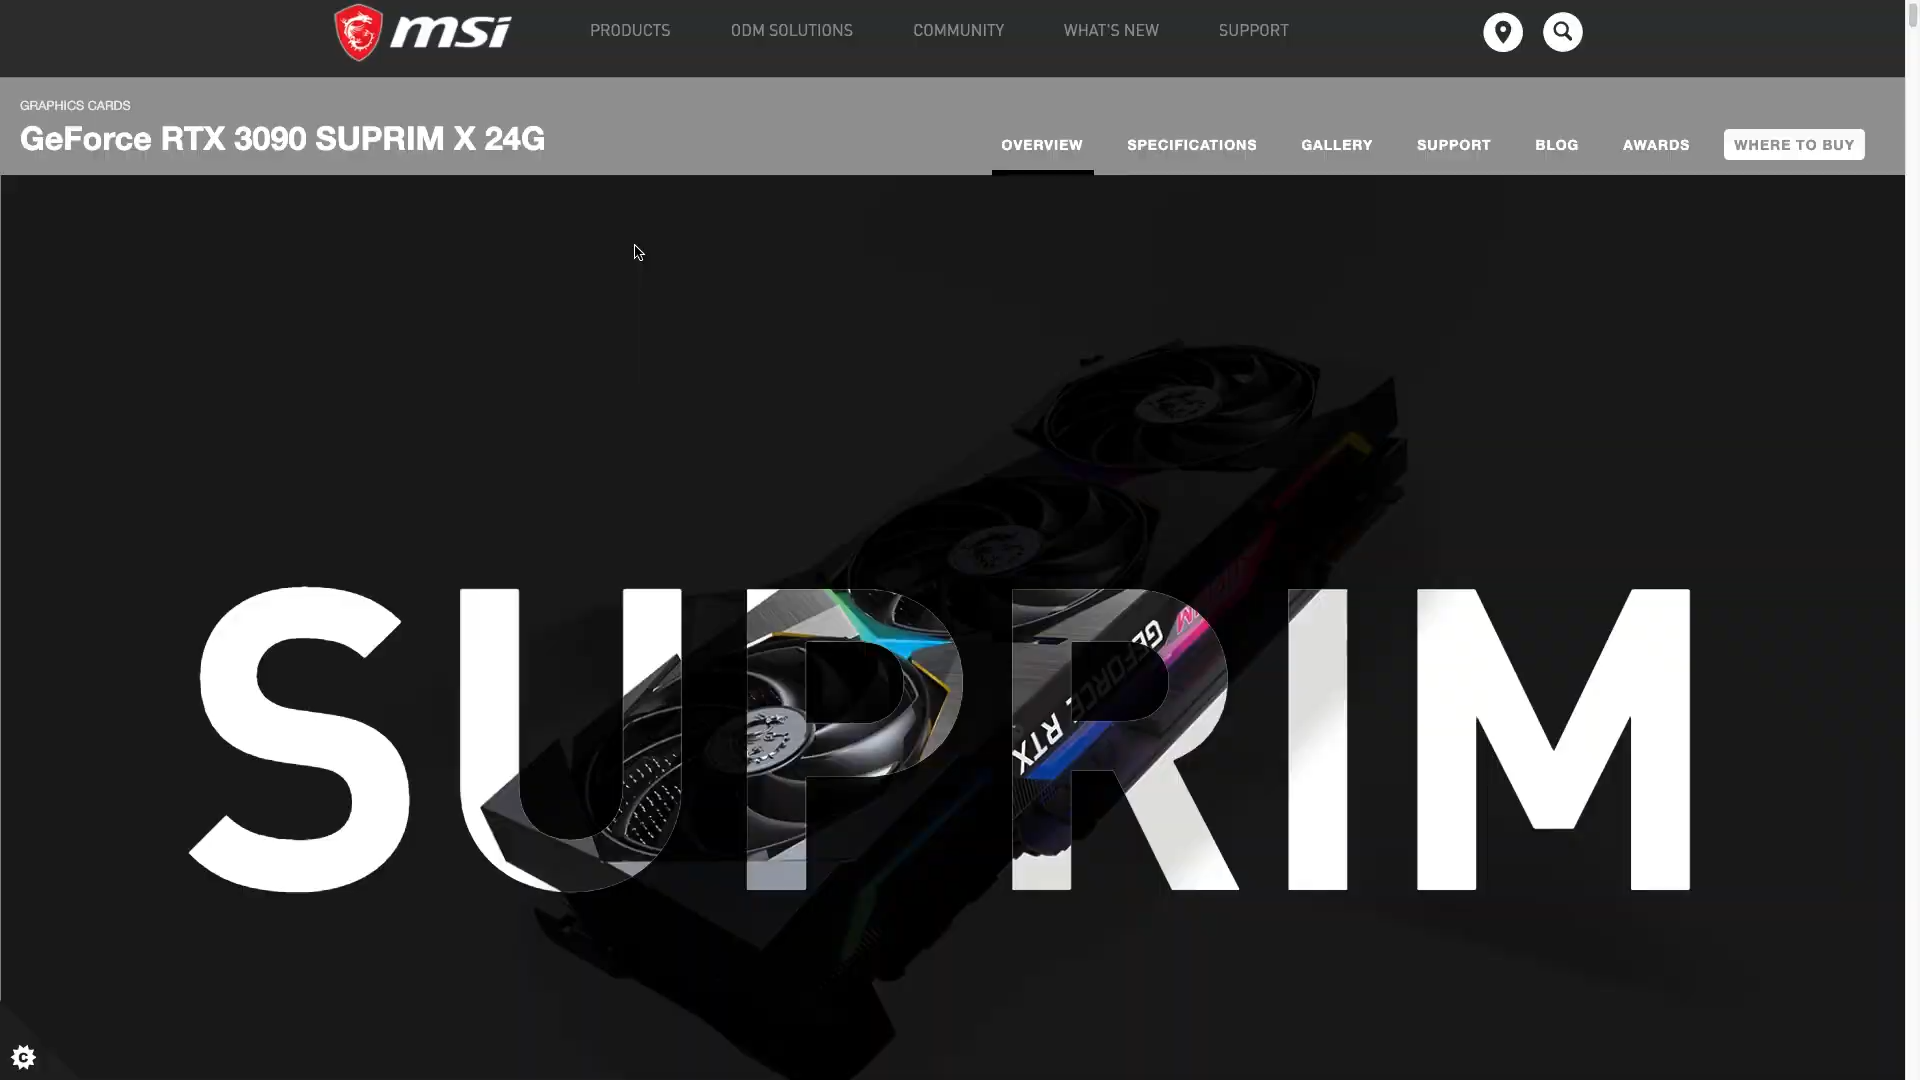 msi
PRODUCTS
ODM SOLUTIONS
COMMUNITY
WHAT'S NEW
SUPPORT
GRAPHICS CARDS
GeForce RTX 3090 SUPRIM X 24G
OVERVIEW
SPECIFICATIONS
GALLERY
SUPPORT
BLOG
AWARDS
WHERE TO BUY
SUPRIM
GEFORCE RTX
C